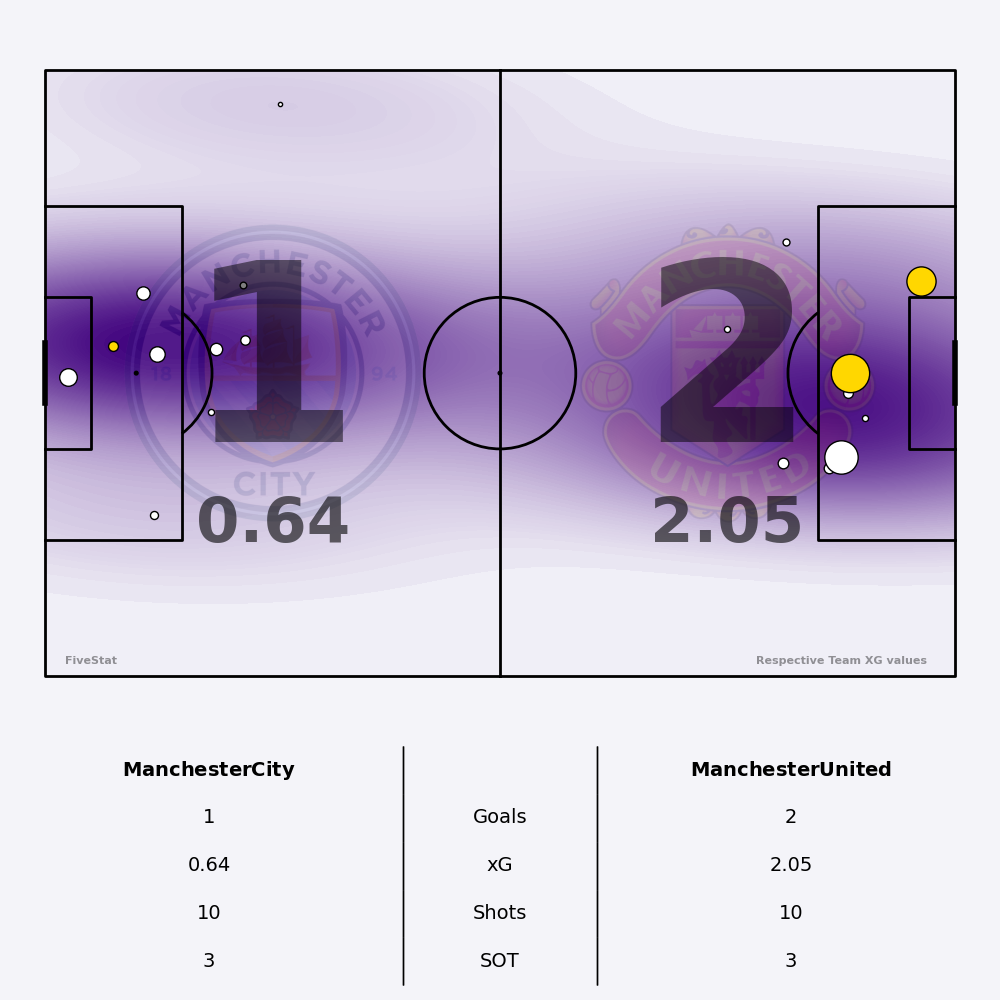 MANCHESTER
18 94
CITY
MANCHESTER
UNITED
1 2
0.64 2.05
FiveStat Respective Team XG values
ManchesterCity ManchesterUnited
1 Goals 2
0.64 xG 2.05
10 Shots 10
3 SOT 3